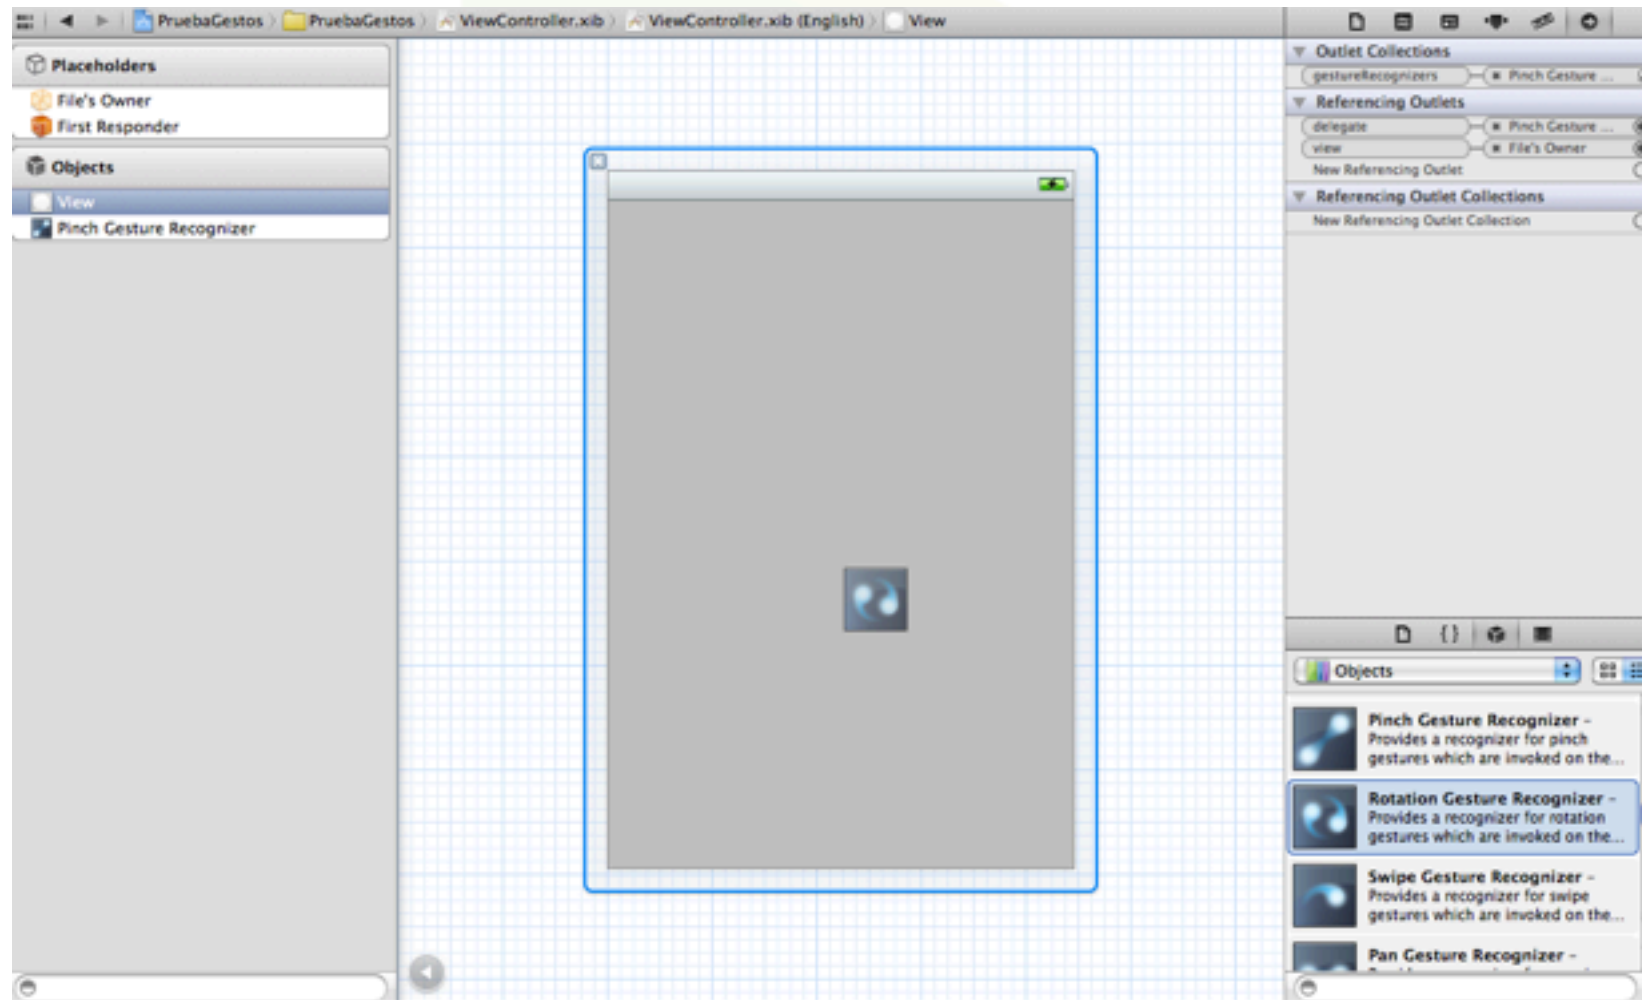 PruebaGestos PruebaGestos ViewController.xib ViewController.xib (English) View
Placeholders
File's Owner
First Responder
Objects
View
Pinch Gesture Recognizer
Outlet Collections
gestureRecognizers Pinch Gesture ...
Referencing Outlets
delegate Pinch Gesture ...
view File's Owner
New Referencing Outlet
Referencing Outlet Collections
New Referencing Outlet Collection
{ }
Objects
Pinch Gesture Recognizer –
Provides a recognizer for pinch
gestures which are invoked on the...
Rotation Gesture Recognizer –
Provides a recognizer for rotation
gestures which are invoked on the...
Swipe Gesture Recognizer –
Provides a recognizer for swipe
gestures which are invoked on the...
Pan Gesture Recognizer –